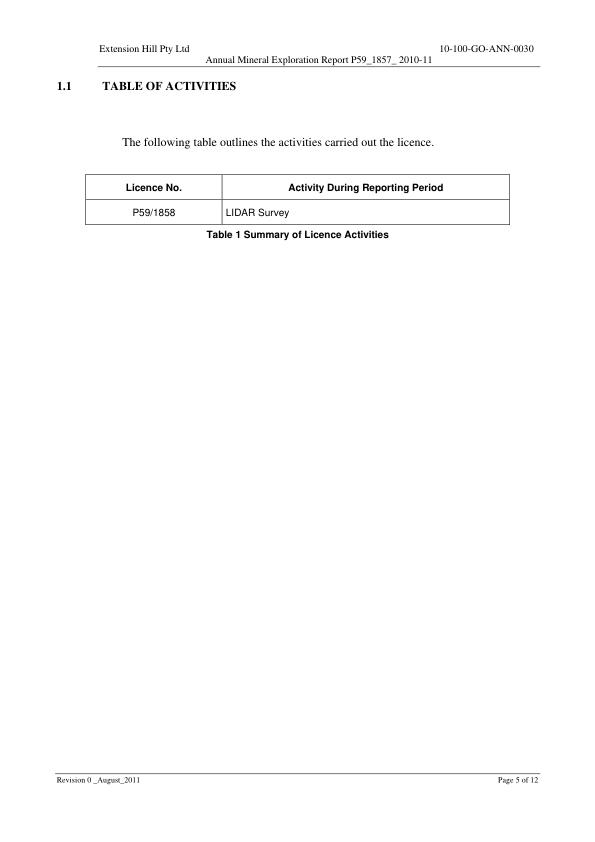 Extension Hill Pty Ltd 10-100-GO-ANN-0030
Annual Mineral Exploration Report P59_1857_ 2010-11
1.1 TABLE OF ACTIVITIES
The following table outlines the activities carried out the licence.
Licence No. Activity During Reporting Period
P59/1858 LIDAR Survey
Table 1 Summary of Licence Activities
Revision 0 _August_2011 Page 5 of 12